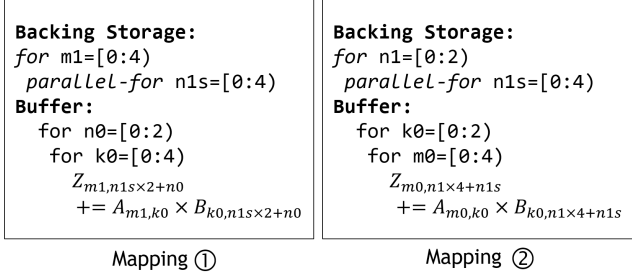 Backing Storage:
for m1=[0:4)
parallel-for n1s=[0:4)
Buffer:
for n0=[0:2)
for k0=[0:4)
Z_{m1,n1s×2+n0}
+= A_{m1,k0} × B_{k0,n1s×2+n0}
Mapping ①
Backing Storage:
for n1=[0:2)
parallel-for n1s=[0:4)
Buffer:
for k0=[0:2)
for m0=[0:4)
Z_{m0,n1×4+n1s}
+= A_{m0,k0} × B_{k0,n1×4+n1s}
Mapping ②